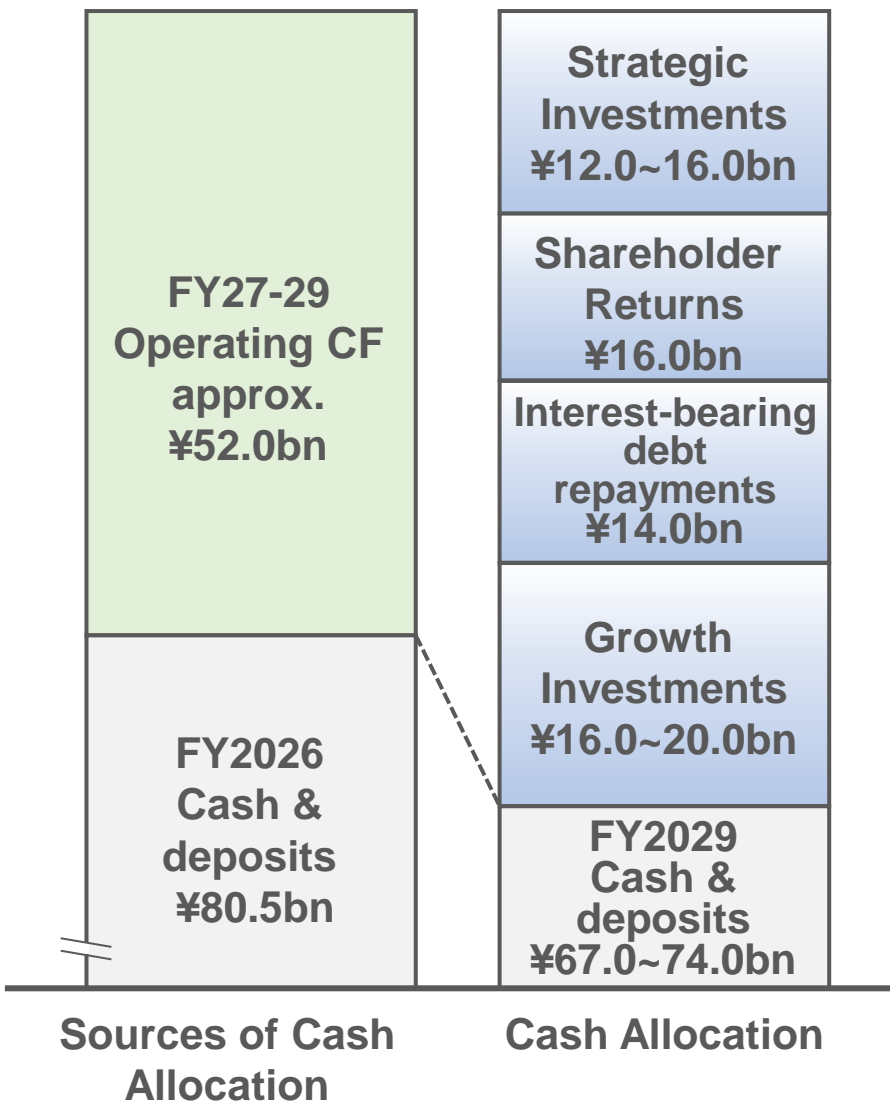 FY27-29
Operating CF
approx.
¥52.0bn
FY2026
Cash &
deposits
¥80.5bn
Sources of Cash
Allocation
Strategic
Investments
¥12.0~16.0bn
Shareholder
Returns
¥16.0bn
Interest-bearing
debt
repayments
¥14.0bn
Growth
Investments
¥16.0~20.0bn
FY2029
Cash &
deposits
¥67.0~74.0bn
Cash Allocation